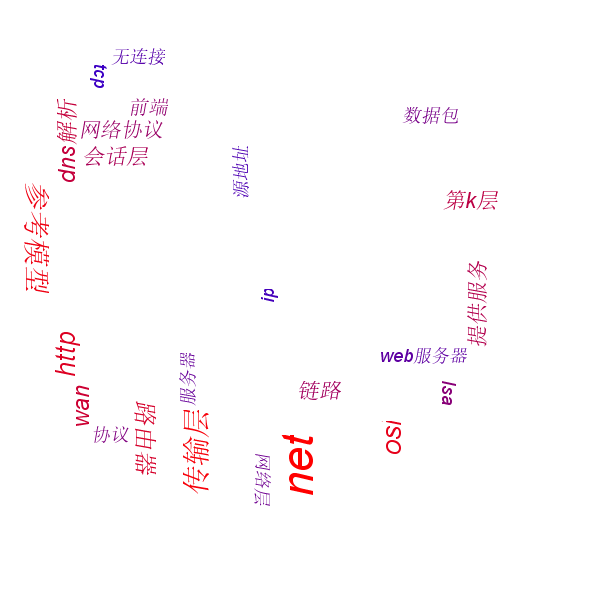 无连接
tcp
前端
dns解析
网络协议
数据包
会话层
源地址
第k层
参考模型
ip
提供服务
http
web服务器
服务器
链路
lsa
wan
协议
路由器
传输层
net
OSI
网络层